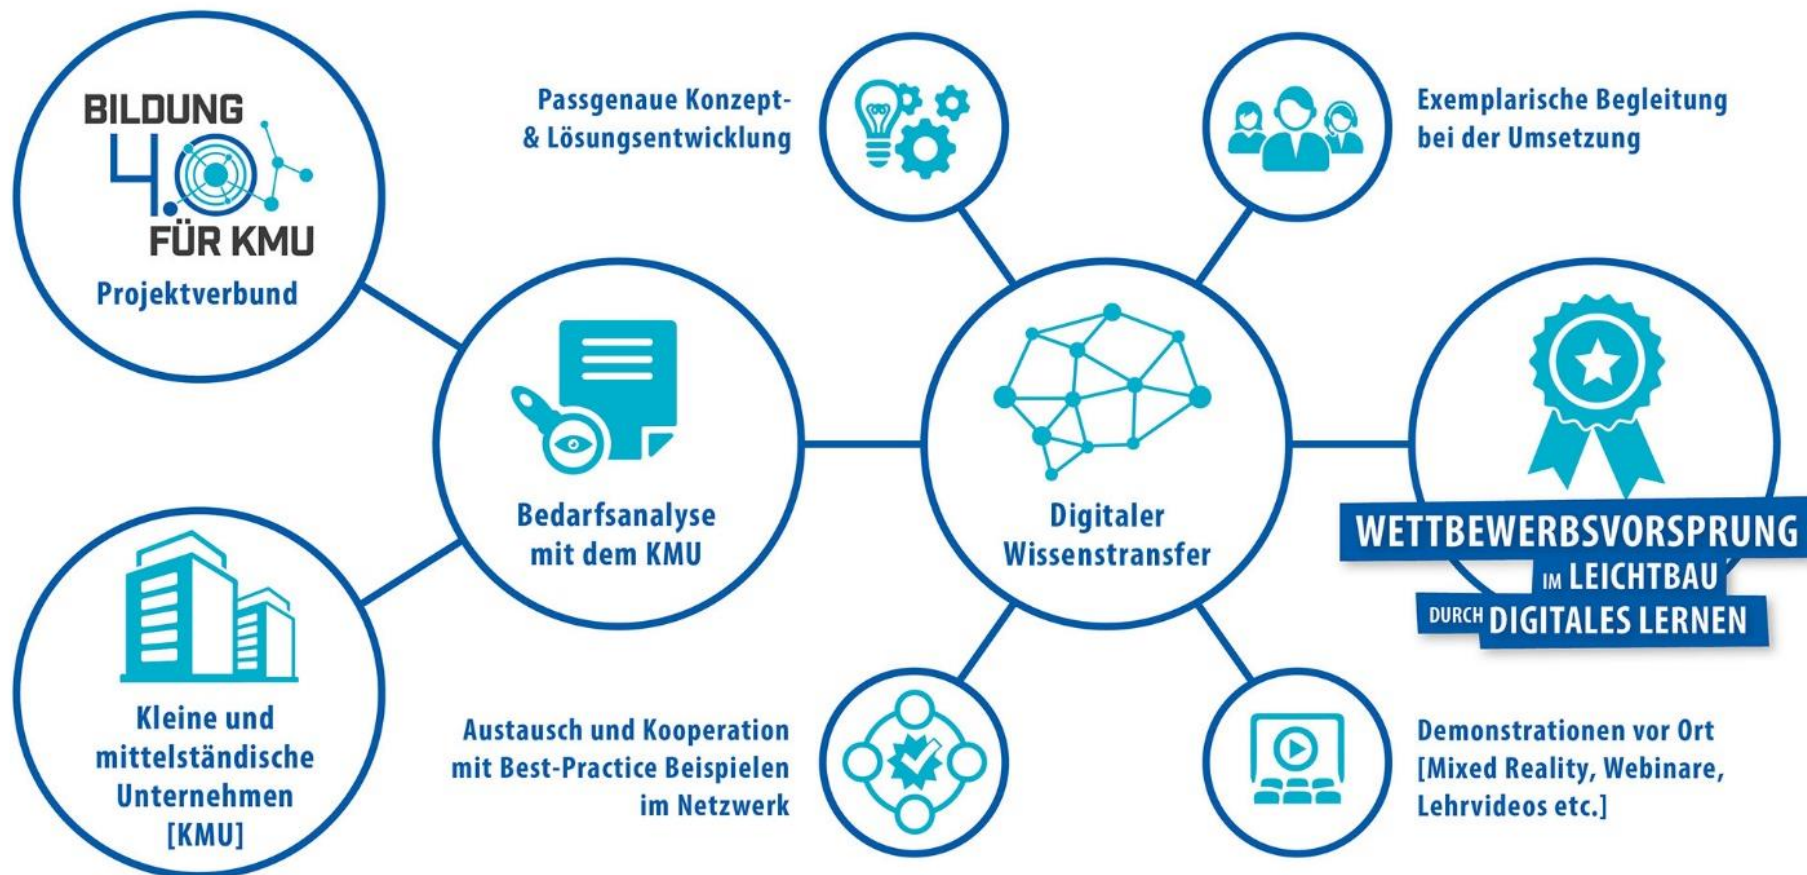 BILDUNG
4.0
FÜR KMU
Projektverbund
Kleine und
mittelständische
Unternehmen
[KMU]
Bedarfsanalyse
mit dem KMU
Passgenaue Konzept-
& Lösungsentwicklung
Exemplarische Begleitung
bei der Umsetzung
Digitaler
Wissenstransfer
Austausch und Kooperation
mit Best-Practice Beispielen
im Netzwerk
Demonstrationen vor Ort
[Mixed Reality, Webinare,
Lehrvideos etc.]
WETTBEWERBSVORSPRUNG
IM LEICHTBAU
DURCH DIGITALES LERNEN